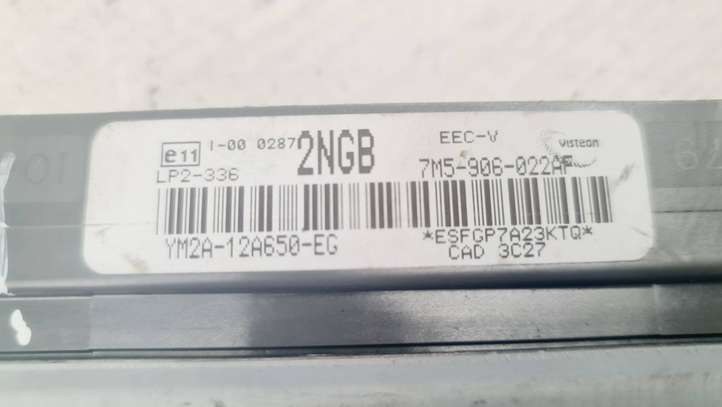 e11 I-00 0287 2NGB EEC-V Visteon
LP2-336 7M5-906-022AF
YM2A-12A650-EG *ESFGP7A23KTQ*
CAD 3C27